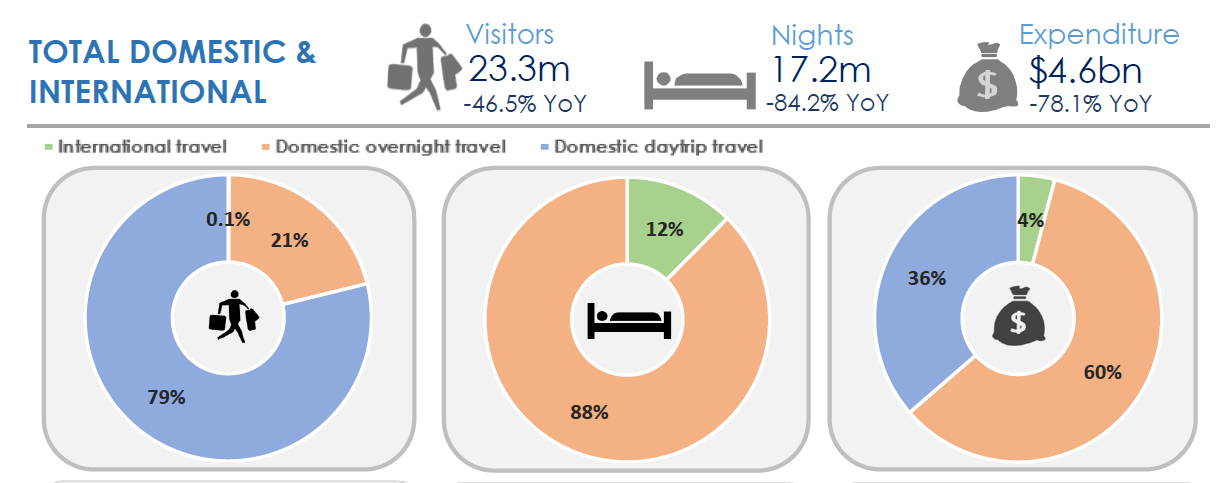 TOTAL DOMESTIC &
INTERNATIONAL
Visitors
23.3m
-46.5% YoY
Nights
17.2m
-84.2% YoY
Expenditure
$4.6bn
-78.1% YoY
International travel
Domestic overnight travel
Domestic daytrip travel
0.1%
21%
79%
12%
88%
4%
36%
60%
$
$